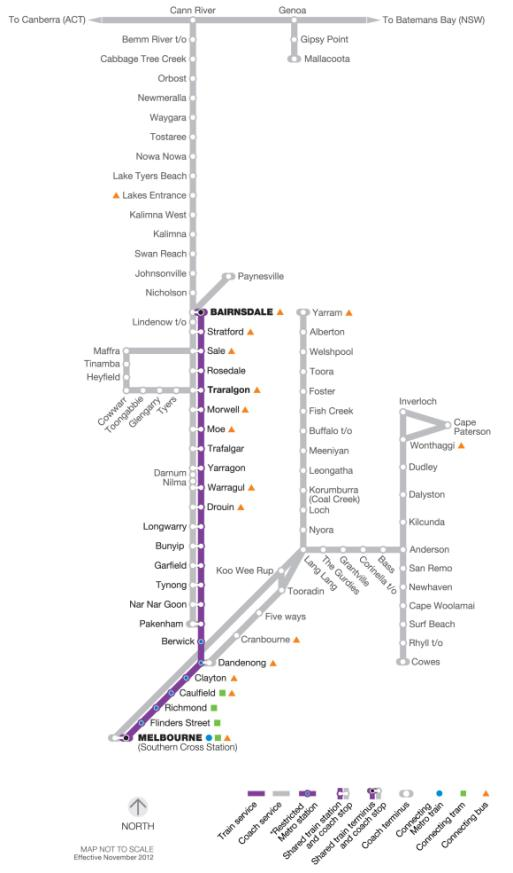 Cann River
Genoa
To Canberra (ACT)
To Batemans Bay (NSW)
Bemm River t/o
Gipsy Point
Cabbage Tree Creek
Mallacoota
Orbost
Newmeralla
Waygara
Tostaree
Nowa Nowa
Lake Tyers Beach
Lakes Entrance
Kalimna West
Kalimna
Swan Reach
Johnsonville
Paynesville
Nicholson
BAIRNSDALE
Lindenow t/o
Stratford
Maffra
Sale
Tinamba
Rosedale
Heyfield
Traralgon
Cowwarr
Toongabbie
Glengarry
Tyers
Morwell
Moe
Trafalgar
Yarragon
Darnum
Nilma
Warragul
Drouin
Longwarry
Bunyip
Garfield
Tynong
Nar Nar Goon
Pakenham
Berwick
Dandenong
Clayton
Caulfield
Richmond
Flinders Street
MELBOURNE
(Southern Cross Station)
Yarram
Alberton
Welshpool
Toora
Foster
Fish Creek
Buffalo t/o
Meeniyan
Leongatha
Korumburra
(Coal Creek)
Loch
Nyora
Lang Lang
The Gurdies
Grantville
Corinella t/o
Bass
Koo Wee Rup
Tooradin
Five ways
Cranbourne
Inverloch
Cape
Paterson
Wonthaggi
Dudley
Dalyston
Kilcunda
Anderson
San Remo
Newhaven
Cape Woolamai
Surf Beach
Rhyll t/o
Cowes
NORTH
MAP NOT TO SCALE
Effective November 2012
Train service
Coach service
*Restricted
Metro station
Shared train station
and coach stop
Shared train terminus
and coach stop
Coach terminus
Connecting
Metro train
Connecting tram
Connecting bus